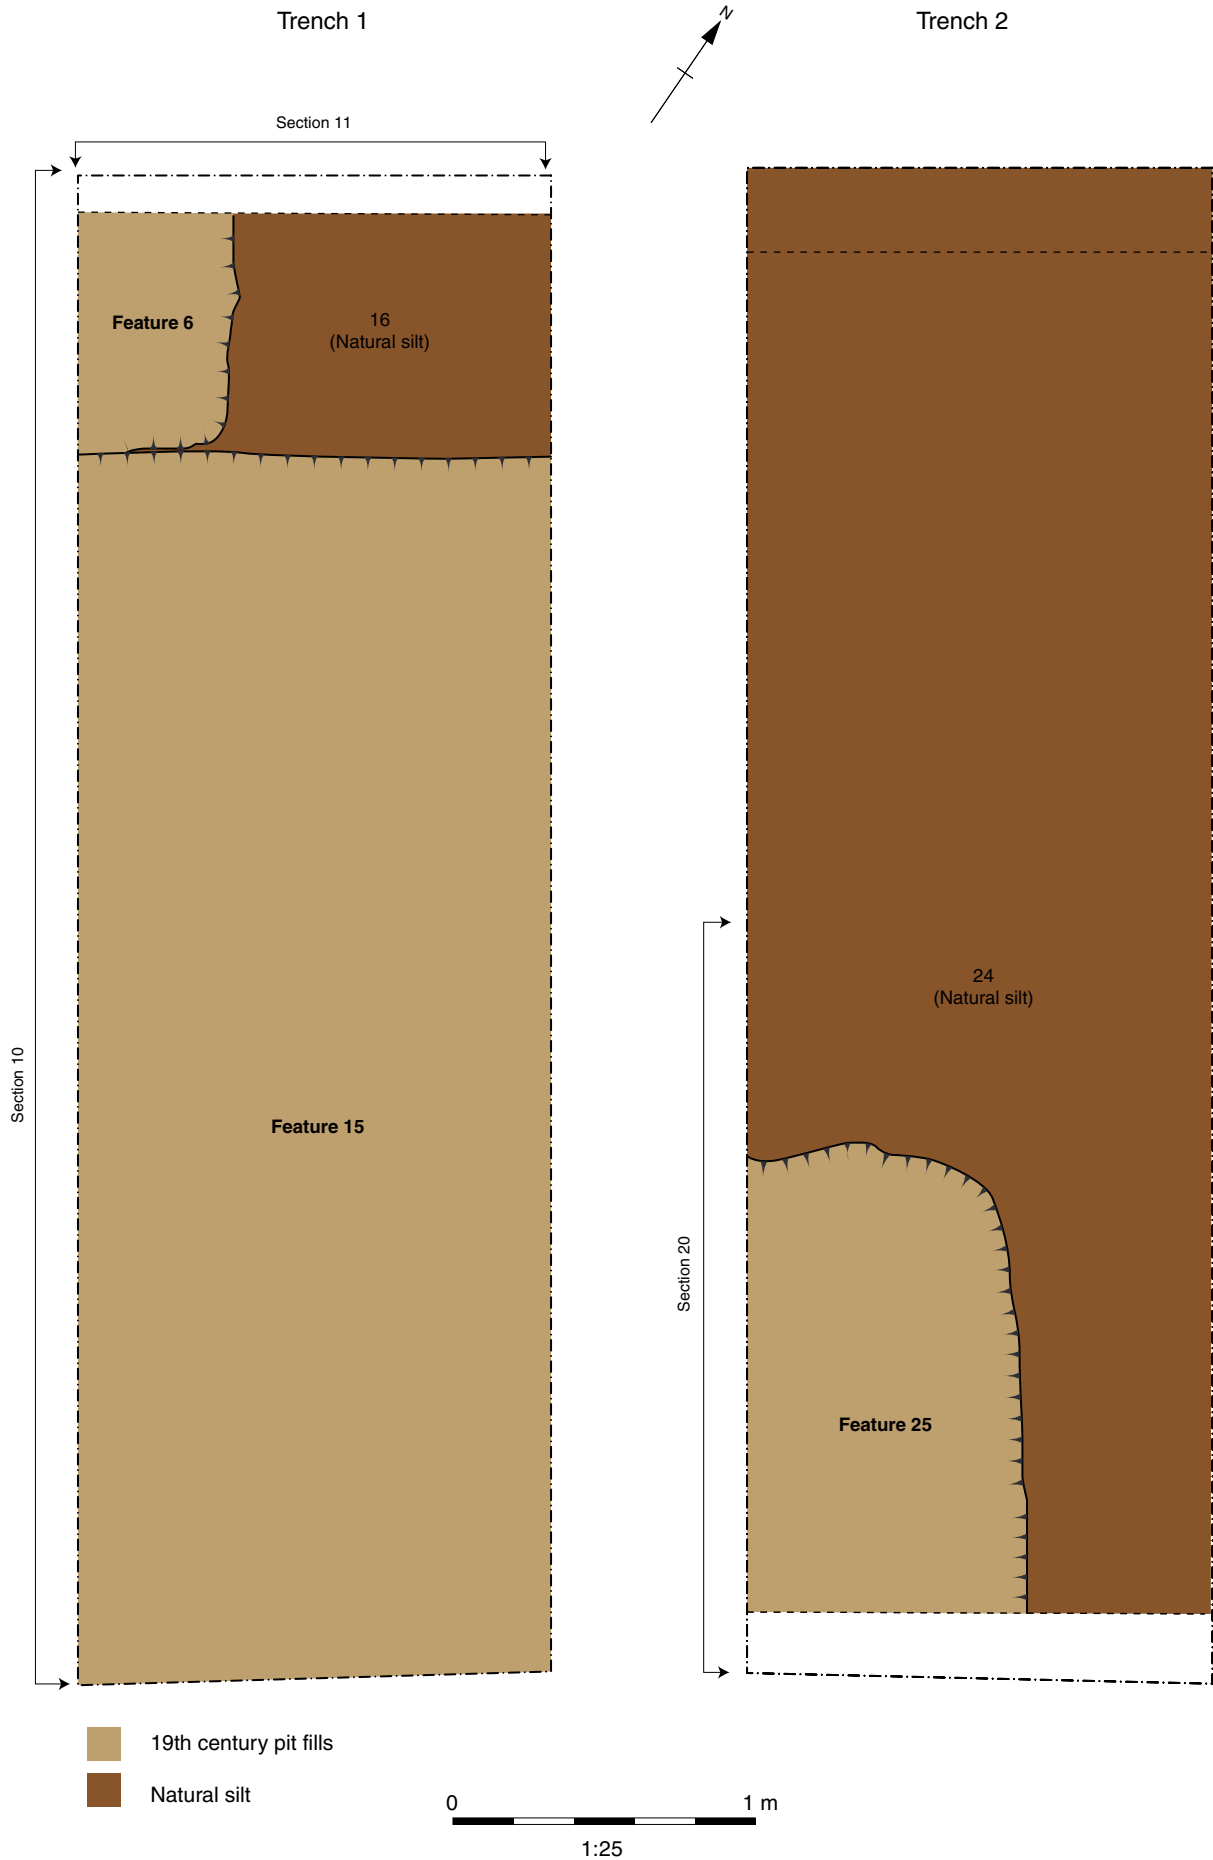 Trench 1
N
Trench 2
Section 11
Feature 6
16
(Natural silt)
Section 10
Feature 15
24
(Natural silt)
Section 20
Feature 25
19th century pit fills
Natural silt
0 1 m
1:25